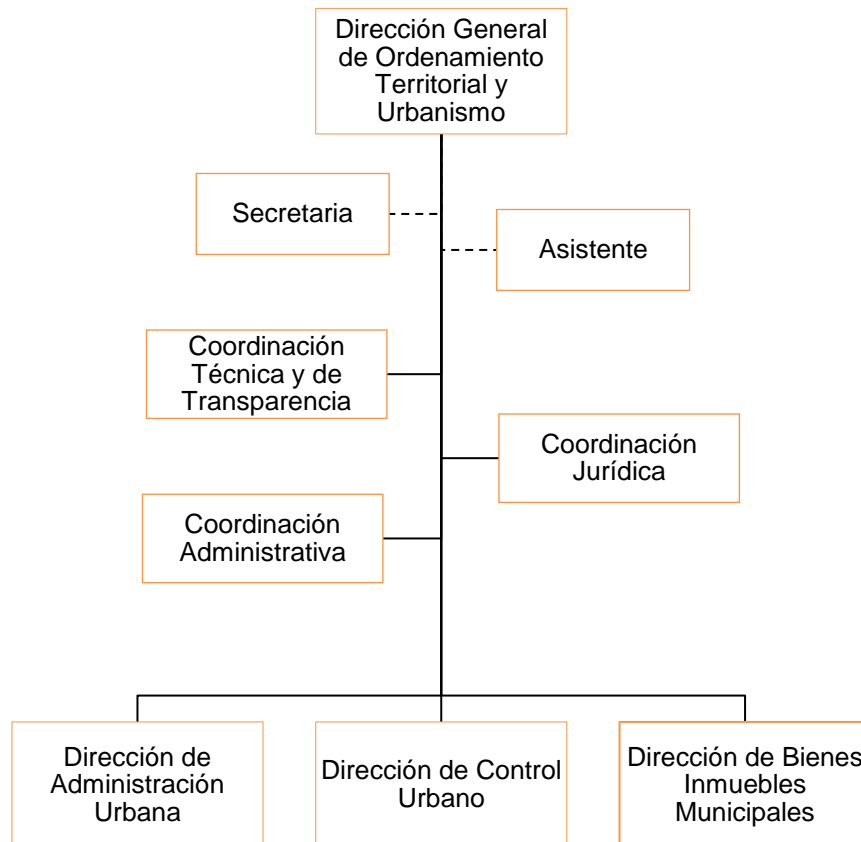 Dirección General
de Ordenamiento
Territorial y
Urbanismo
Secretaria
Asistente
Coordinación
Técnica y de
Transparencia
Coordinación
Jurídica
Coordinación
Administrativa
Dirección de
Administración
Urbana
Dirección de Control
Urbano
Dirección de Bienes
Inmuebles
Municipales